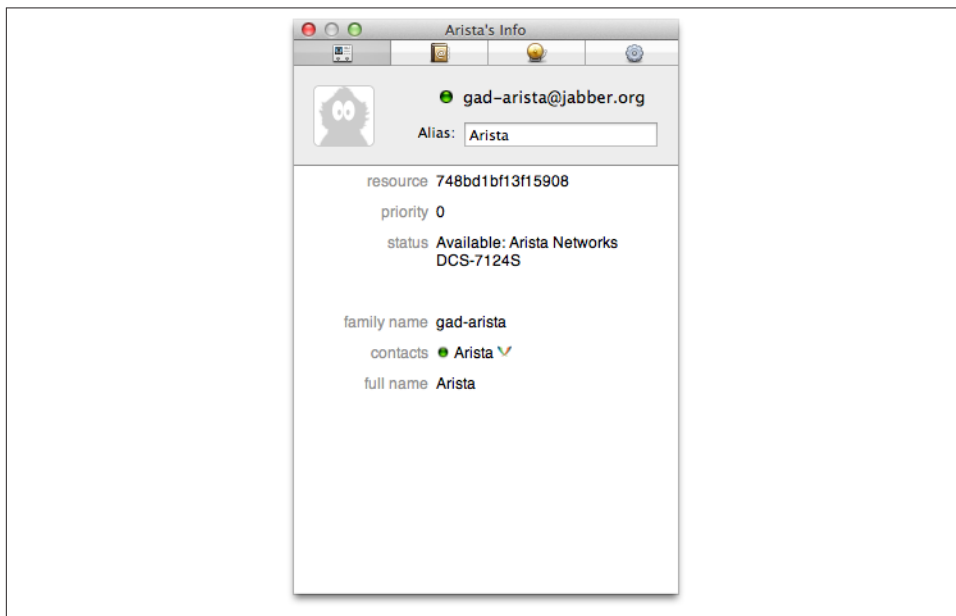 Arista's Info
gad-arista@jabber.org
Alias: Arista
resource 748bd1bf13f15908
priority 0
status Available: Arista Networks
DCS-7124S
family name gad-arista
contacts Arista
full name Arista